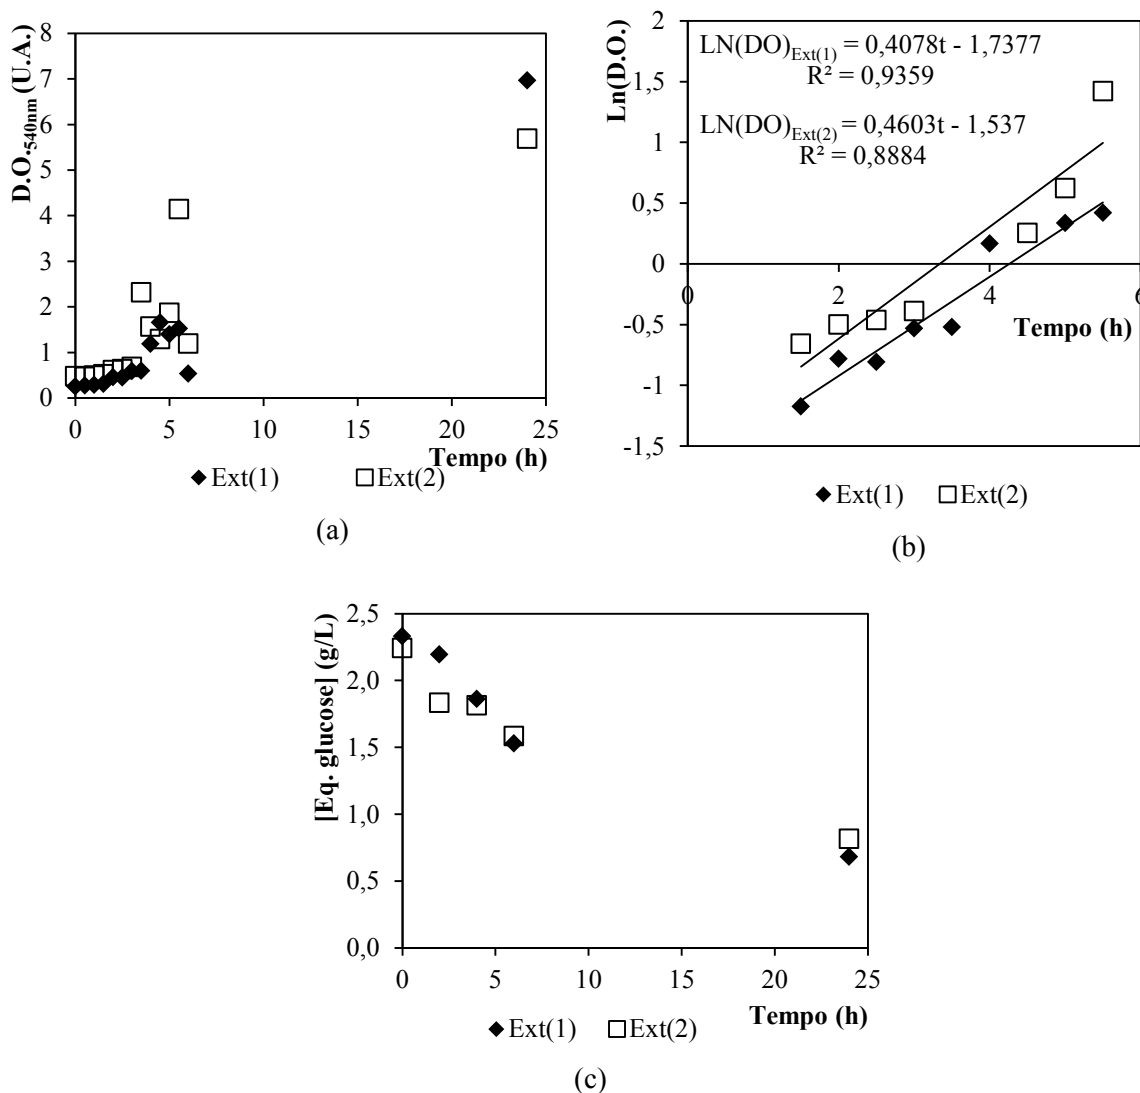 D.O.540nm (U.A.)
8
7
6
5
4
3
2
1
0
0 5 10 15 20 25
Tempo (h)
Ext(1) Ext(2)
(a)
Ln(D.O.)
LN(DO)Ext(1) = 0,4078t - 1,7377
R² = 0,9359
LN(DO)Ext(2) = 0,4603t - 1,537
R² = 0,8884
2
1,5
1
0,5
0
-0,5
-1
-1,5
0 2 4 6
Tempo (h)
Ext(1) Ext(2)
(b)
[Eq. glucose] (g/L)
2,5
2,0
1,5
1,0
0,5
0,0
0 5 10 15 20 25
Tempo (h)
Ext(1) Ext(2)
(c)